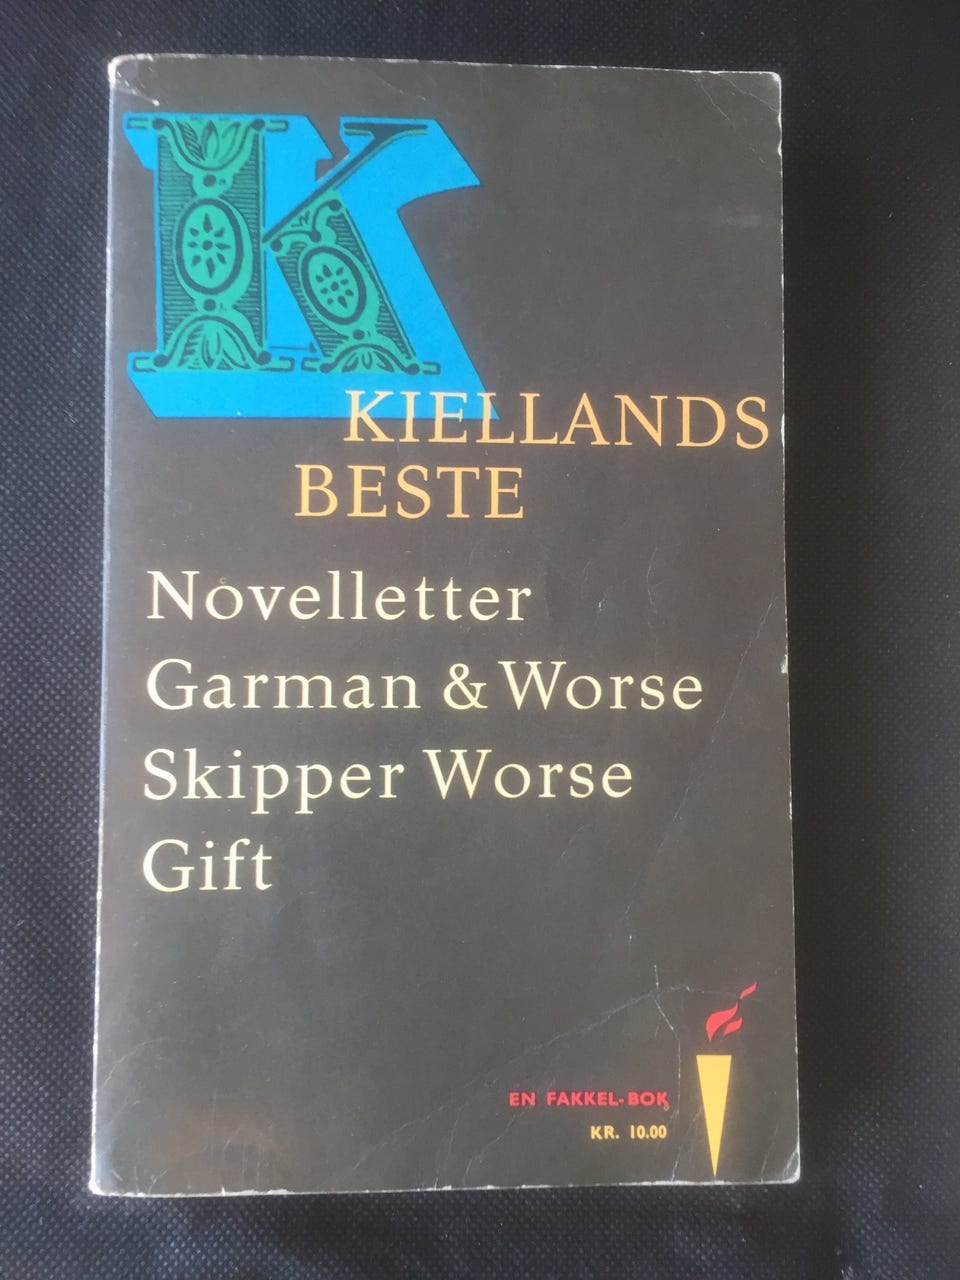 K
KIELLANDS
BESTE
Novelletter
Garman & Worse
Skipper Worse
Gift
EN FAKKEL-BOK
KR. 10.00